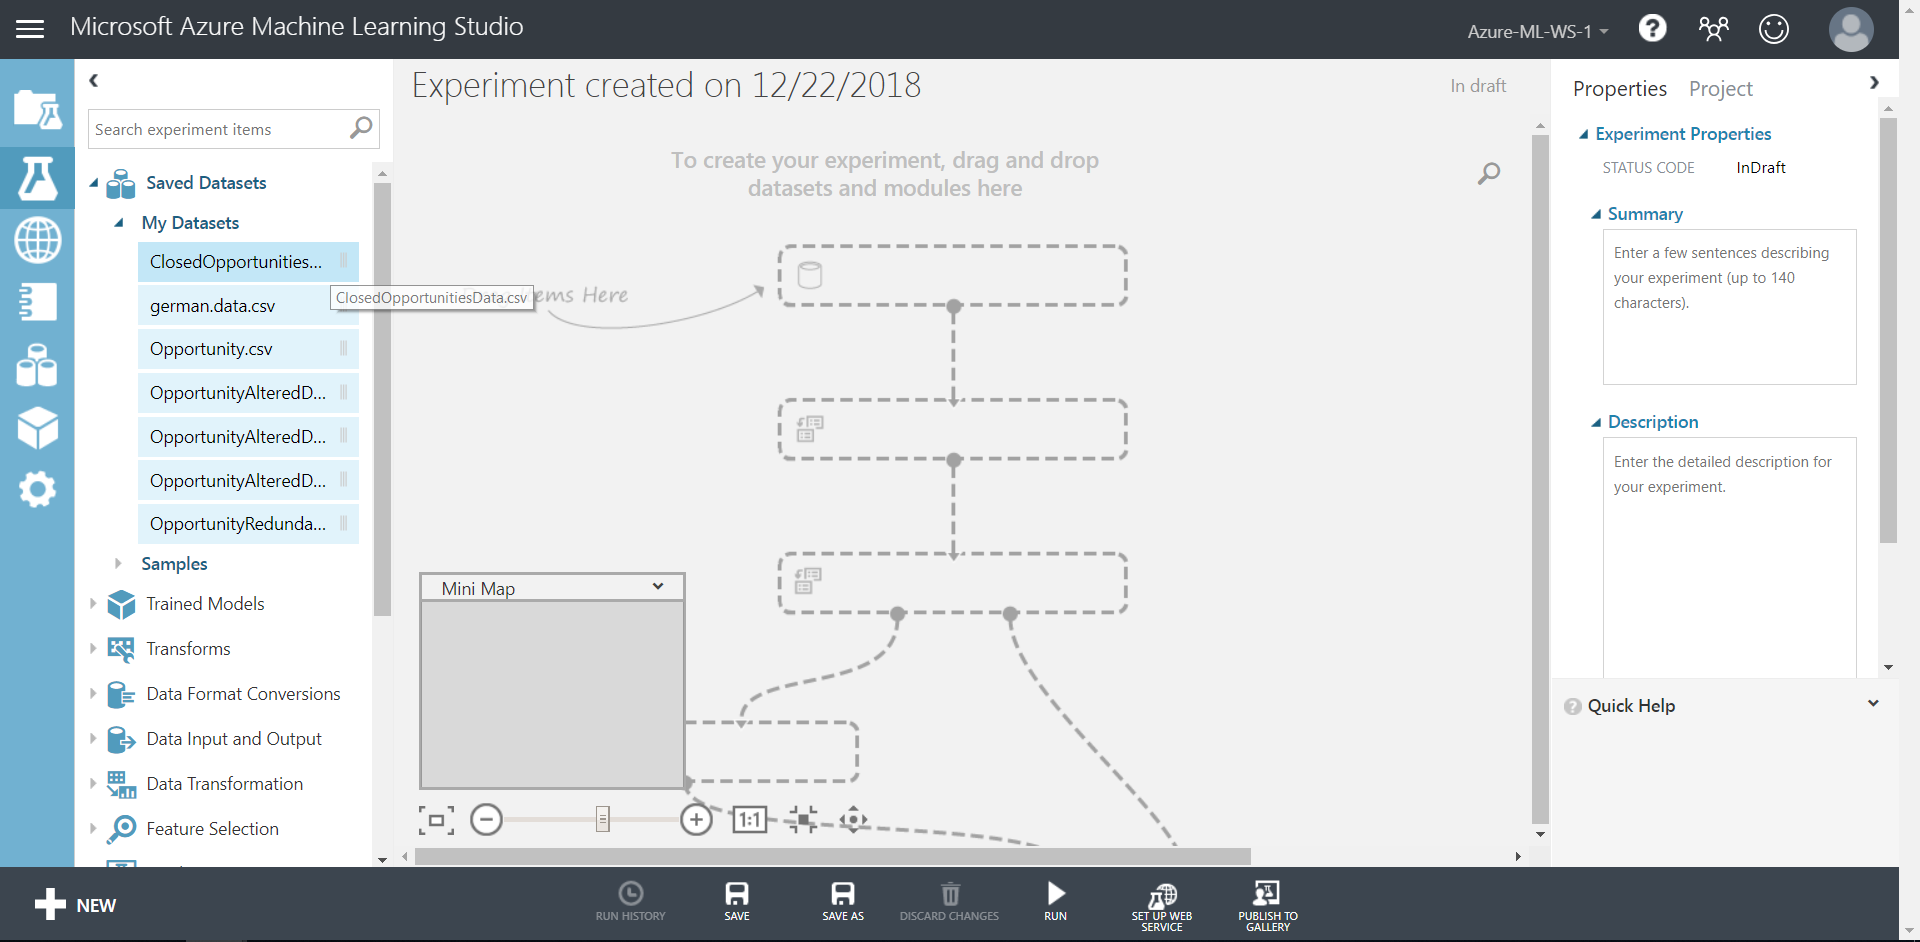 Microsoft Azure Machine Learning Studio
Azure-ML-WS-1
Experiment created on 12/22/2018
In draft
Search experiment items
Saved Datasets
My Datasets
ClosedOpportunities...
ClosedOpportunitiesData.csv
Items Here
german.data.csv
Opportunity.csv
OpportunityAlteredD...
OpportunityAlteredD...
OpportunityAlteredD...
OpportunityRedunda...
Samples
Trained Models
Transforms
Data Format Conversions
Data Input and Output
Data Transformation
Feature Selection
To create your experiment, drag and drop
datasets and modules here
Mini Map
1:1
Properties
Project
Experiment Properties
STATUS CODE
InDraft
Summary
Enter a few sentences describing
your experiment (up to 140
characters).
Description
Enter the detailed description for
your experiment.
Quick Help
NEW
RUN HISTORY
SAVE
SAVE AS
DISCARD CHANGES
RUN
SET UP WEB
SERVICE
PUBLISH TO
GALLERY